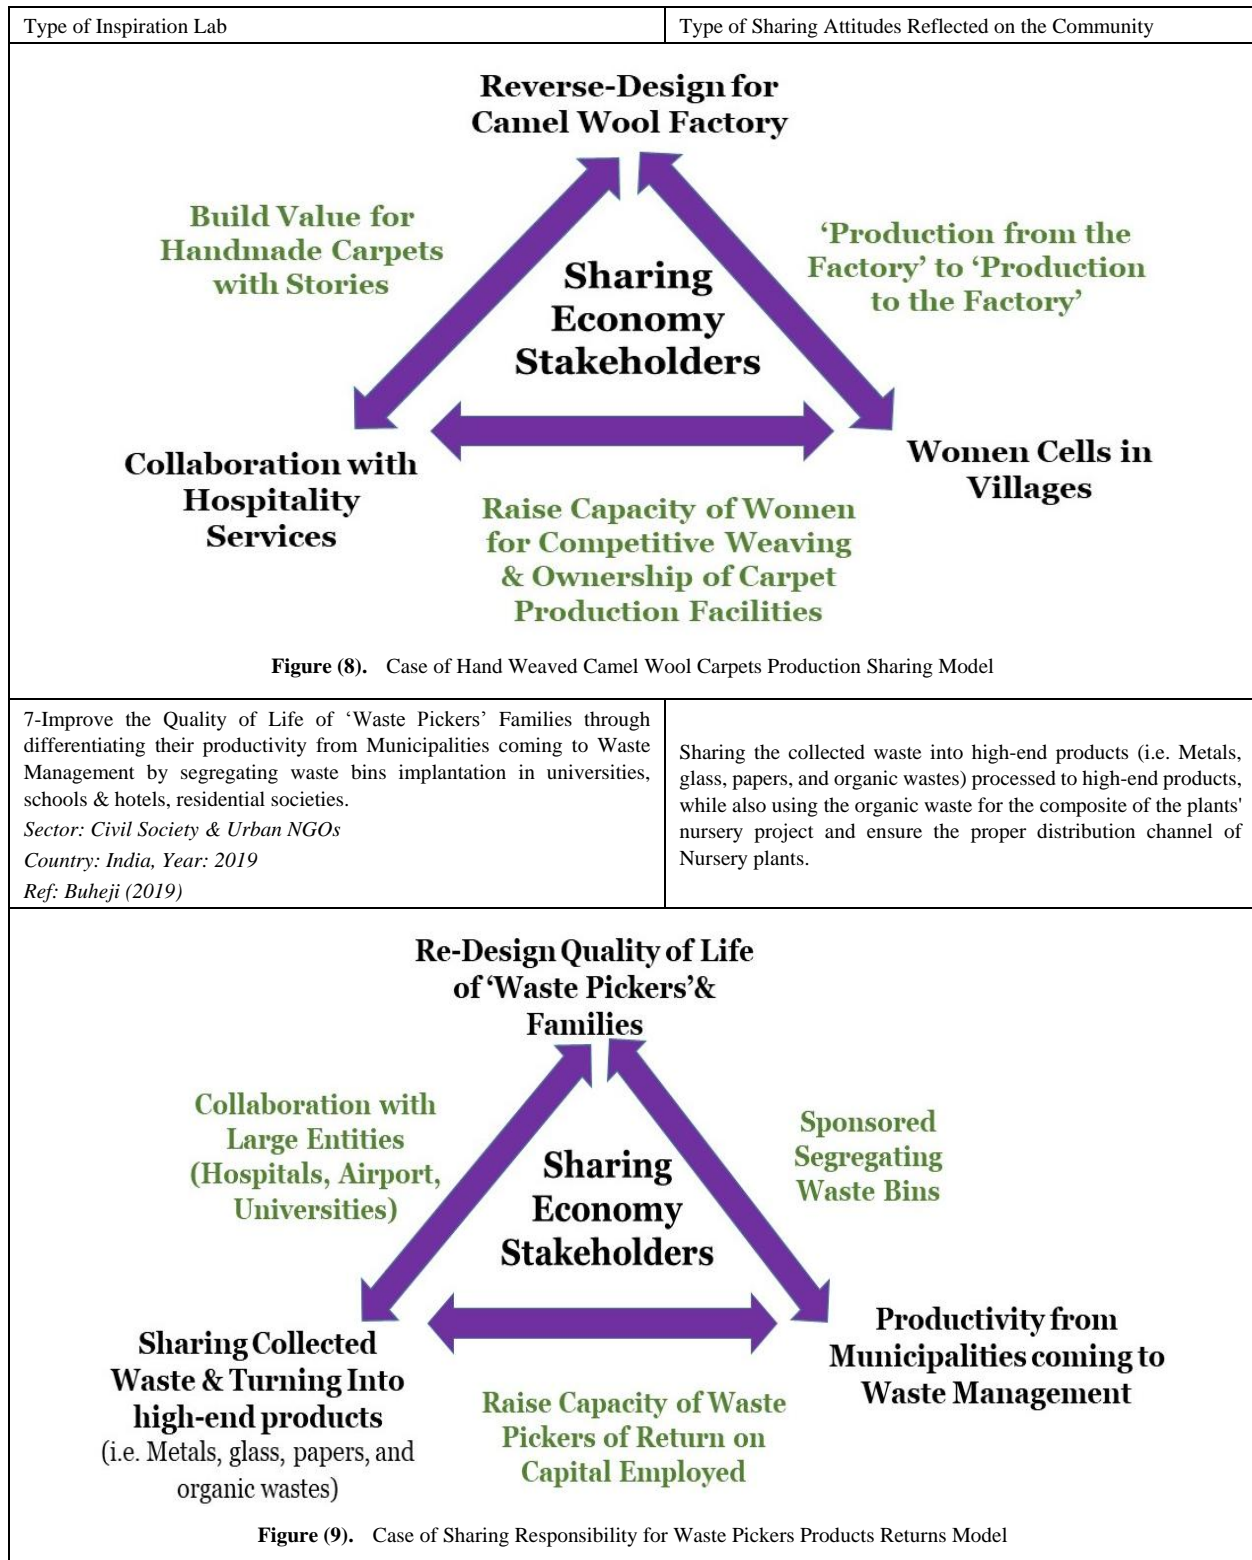 Type of Inspiration Lab
Type of Sharing Attitudes Reflected on the Community
Reverse-Design for
Camel Wool Factory
Build Value for
Handmade Carpets
with Stories
‘Production from the
Factory’ to ‘Production
to the Factory’
Sharing
Economy
Stakeholders
Collaboration with
Hospitality
Services
Women Cells in
Villages
Raise Capacity of Women
for Competitive Weaving
& Ownership of Carpet
Production Facilities
Figure (8). Case of Hand Weaved Camel Wool Carpets Production Sharing Model
7-Improve the Quality of Life of ‘Waste Pickers’ Families through
differentiating their productivity from Municipalities coming to Waste
Management by segregating waste bins implantation in universities,
schools & hotels, residential societies.
Sector: Civil Society & Urban NGOs
Country: India, Year: 2019
Ref: Buheji (2019)
Sharing the collected waste into high-end products (i.e. Metals,
glass, papers, and organic wastes) processed to high-end products,
while also using the organic waste for the composite of the plants'
nursery project and ensure the proper distribution channel of
Nursery plants.
Re-Design Quality of Life
of ‘Waste Pickers’&
Families
Collaboration with
Large Entities
(Hospitals, Airport,
Universities)
Sponsored
Segregating
Waste Bins
Sharing
Economy
Stakeholders
Sharing Collected
Waste & Turning Into
high-end products
(i.e. Metals, glass, papers, and
organic wastes)
Productivity from
Municipalities coming to
Waste Management
Raise Capacity of Waste
Pickers of Return on
Capital Employed
Figure (9). Case of Sharing Responsibility for Waste Pickers Products Returns Model